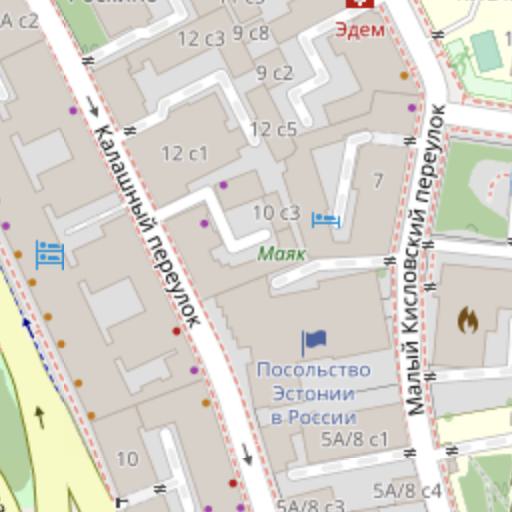 А с2
12 с3
9 с8
Эдем
9 с2
12 с5
12 с1
7
10 с3
Маяк
Калашный переулок
Малый Кисловский переулок
Посольство
Эстонии
в России
5А/8 с1
10
5А/8 с3
5А/8 с4